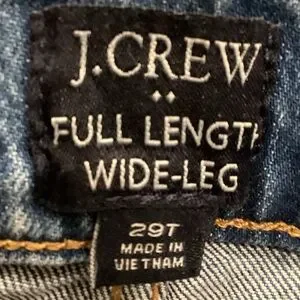 J.CREW
FULL LENGTH
WIDE-LEG
29T
MADE IN
VIETNAM